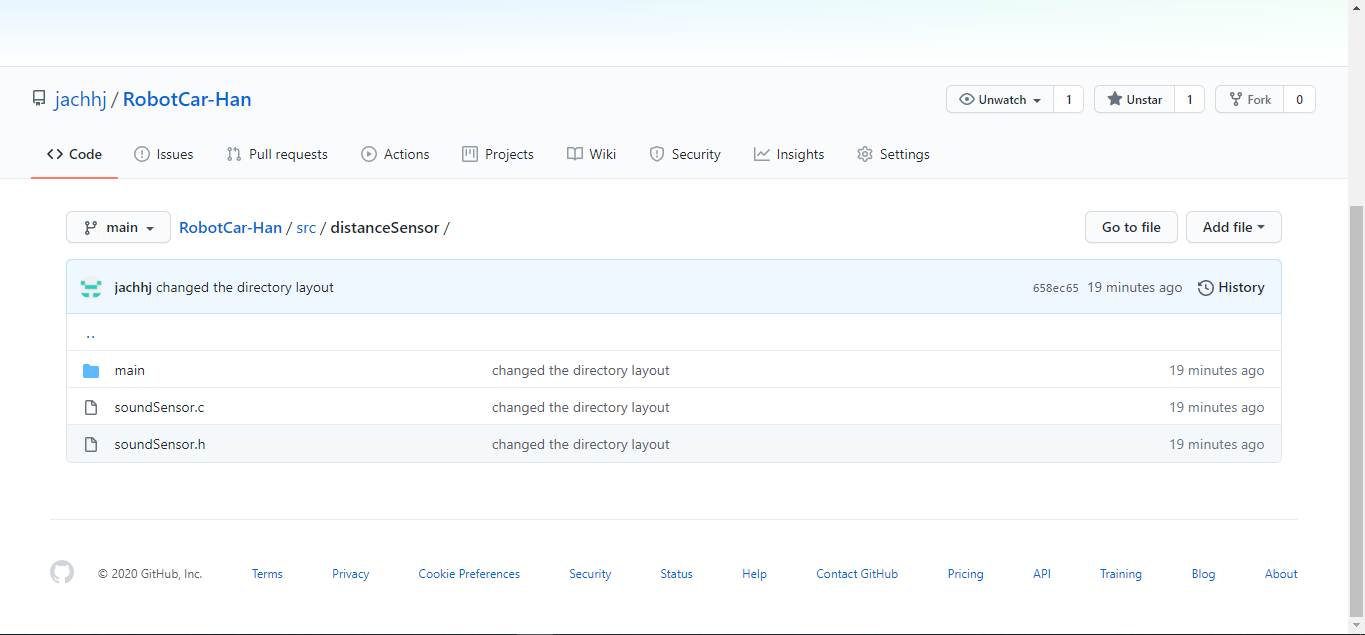 jachhj / RobotCar-Han
Unwatch 1 Unstar 1 Fork 0
Code Issues Pull requests Actions Projects Wiki Security Insights Settings
main RobotCar-Han / src / distanceSensor / Go to file Add file
jachhj changed the directory layout 658ec65 19 minutes ago History
..
main changed the directory layout 19 minutes ago
soundSensor.c changed the directory layout 19 minutes ago
soundSensor.h changed the directory layout 19 minutes ago
© 2020 GitHub, Inc. Terms Privacy Cookie Preferences Security Status Help Contact GitHub Pricing API Training Blog About